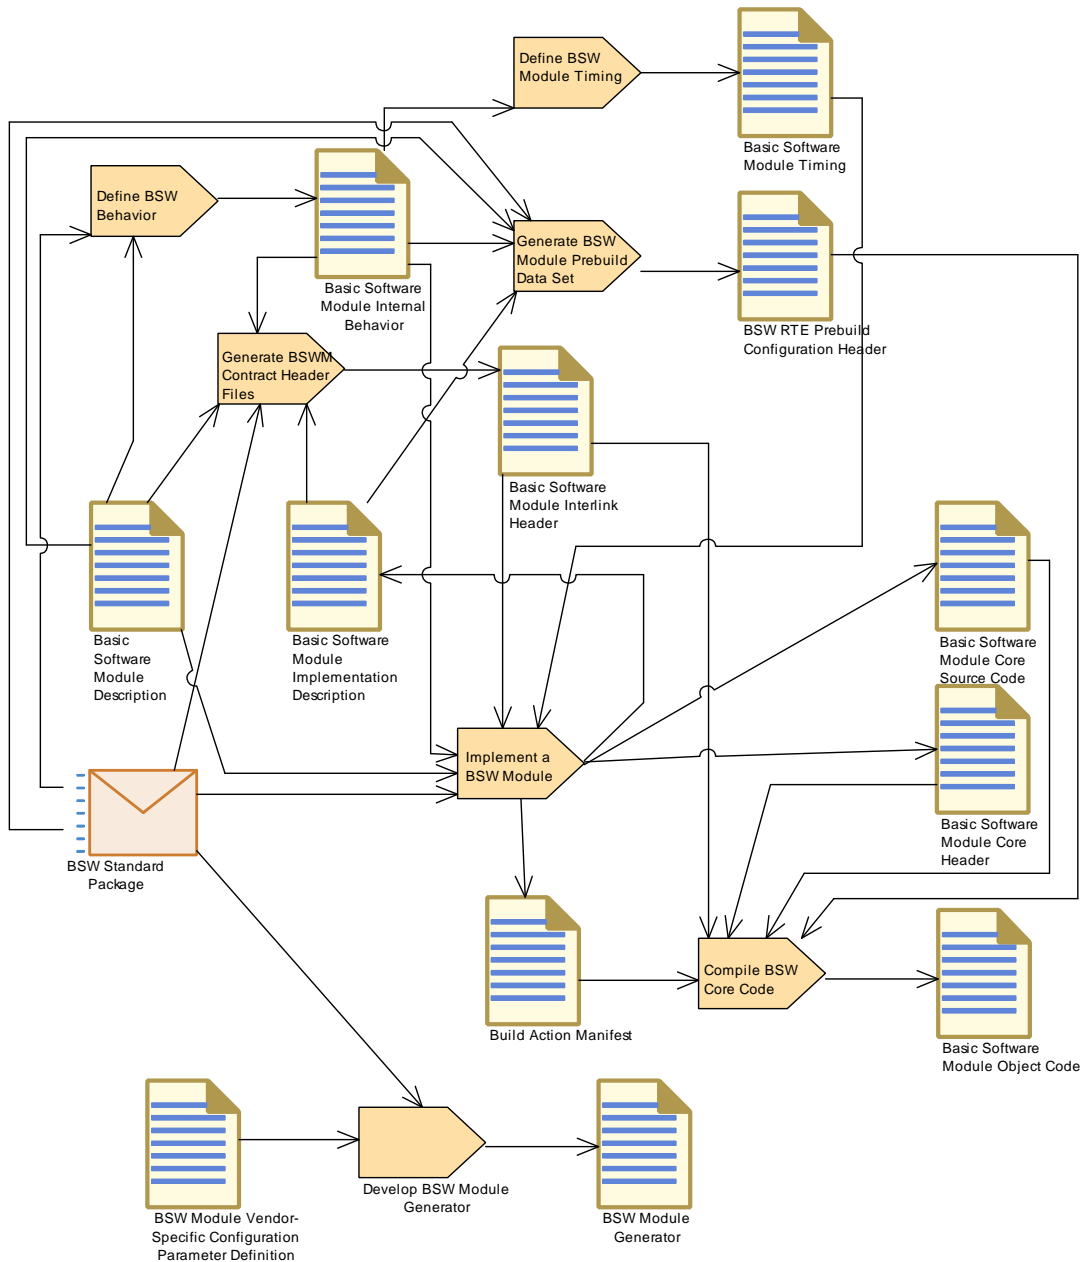 Define BSW
Module Timing
Basic Software
Module Timing
Define BSW
Behavior
Basic Software
Module Internal
Behavior
Generate BSW
Module Prebuild
Data Set
BSW RTE Prebuild
Configuration Header
Generate BSWM
Contract Header
Files
Basic Software
Module Interlink
Header
Basic
Software
Module
Description
Basic Software
Module
Implementation
Description
Basic Software
Module Core
Source Code
Implement a
BSW Module
Basic Software
Module Core
Header
BSW Standard
Package
Compile BSW
Core Code
Build Action Manifest
Basic Software
Module Object Code
Develop BSW Module
Generator
BSW Module Vendor-
Specific Configuration
Parameter Definition
BSW Module
Generator